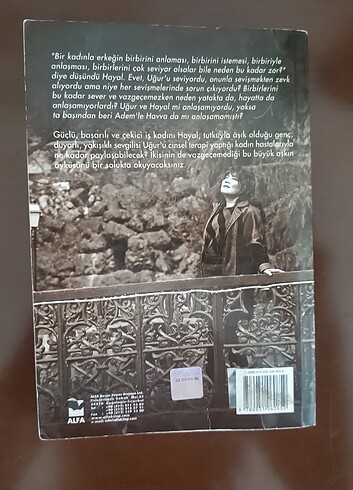 "Bir kadınla erkeğin birbirini anlaması, birbirini istemesi, birbiriyle
anlaşması, birbirlerini çok seviyor olsalar bile neden bu kadar zor?"
diye düşündü Hayal. Evet, Uğur'u seviyordu, onunla sevişmekten zevk
alıyordu ama niye her sevişmelerinde sorun çıkıyordu? Birbirlerini
bu kadar sever ve vazgeçemezken neden yatakta da, hayatta da
anlaşamıyorlardı? Uğur ve Hayal mi anlaşamıyordu, yoksa
ta başından beri Adem'le Havva da mı anlaşamamıştı?
Güçlü, başarılı ve çekici iş kadını Hayal, tutkuyla âşık olduğu genç,
duyarlı, yakışıklı sevgilisi Uğur'u cinsel terapi yaptığı kadın hastalarıyla
ne kadar paylaşabilecek? İkisinin de vazgeçemediği bu büyük aşkın
öyküsünü bir solukta okuyacaksınız.
ALFA